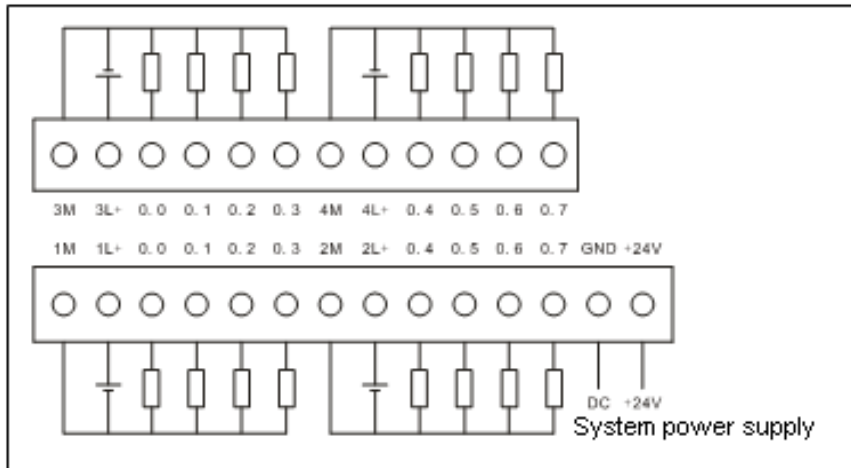 3M 3L+ 0.0 0.1 0.2 0.3 4M 4L+ 0.4 0.5 0.6 0.7
1M 1L+ 0.0 0.1 0.2 0.3 2M 2L+ 0.4 0.5 0.6 0.7 GND +24V
DC +24V
System power supply